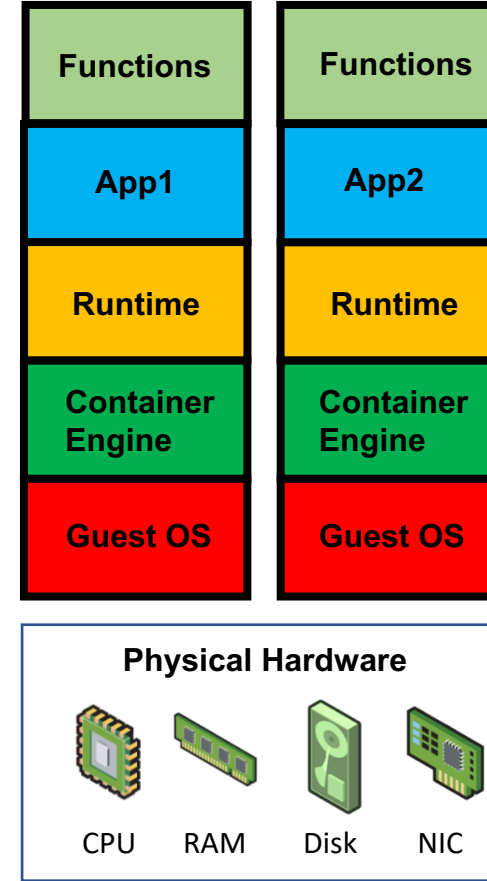 Functions
App1
Runtime
Container
Engine
Guest OS
Functions
App2
Runtime
Container
Engine
Guest OS
Physical Hardware
CPU
RAM
Disk
NIC